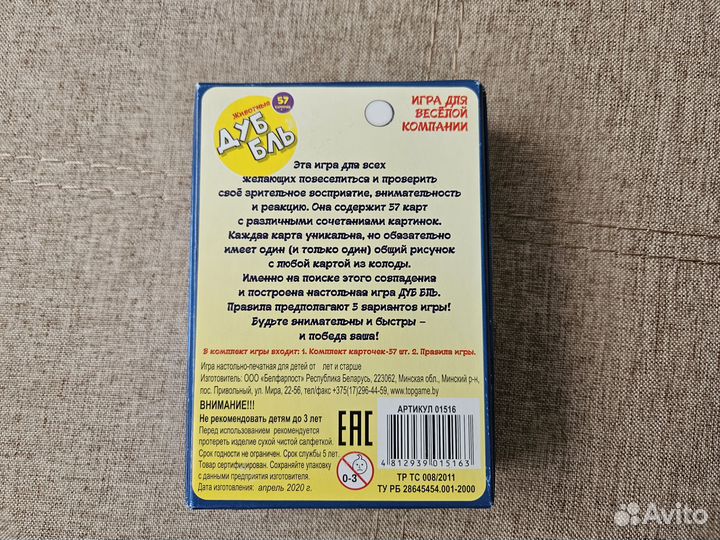 Животные
57
ДУБ
БЛЬ
ИГРА ДЛЯ
ВЕСЁЛОЙ
КОМПАНИИ
Эта игра для всех
желающих повеселиться и проверить
своё зрительное восприятие, внимательность
и реакцию. Она содержит 57 карт
с различными сочетаниями картинок.
Каждая карта уникальна, но обязательно
имеет один (и только один) общий рисунок
с любой картой из колоды.
Именно на поиске этого совпадения
и построена настольная игра ДУБ БЛЬ.
Правила предполагают 5 вариантов игры!
Будьте внимательны и быстры –
и победа ваша!
В комплект игры входит: 1. Комплект карточек-57 шт. 2. Правила игры.
Игра настольно-печатная для детей от лет и старше
Изготовитель: ООО «Белфарпост» Республика Беларусь, 223062, Минская обл., Минский р-н,
пос. Привольный, ул. Мира, 22-56, тел/факс +375(17)296-44-59, www.topgame.by
ВНИМАНИЕ!!!
Не рекомендовать детям до 3 лет
Перед использованием рекомендуется
протереть изделие сухой чистой салфеткой.
Срок годности не ограничен. Срок службы 5 лет.
Товар сертифицирован. Сохраняйте упаковку
с данными предприятия изготовителя.
Дата изготовления: апрель 2020 г.
EAC
0-3
АРТИКУЛ 01516
4 812939 015163
ТР ТС 008/2011
ТУ РБ 28645454.001-2000
Avito